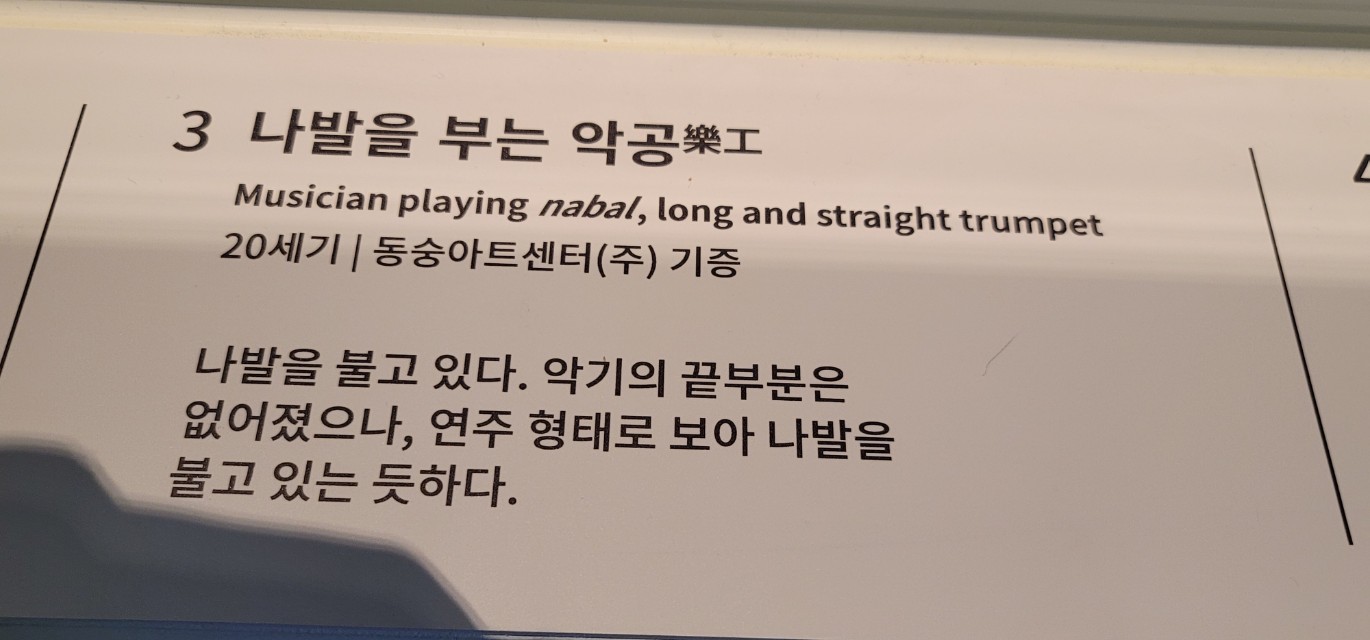 3 나발을 부는 악공樂工
Musician playing nabal, long and straight trumpet
20세기 | 동숭아트센터(주) 기증
나발을 불고 있다. 악기의 끝부분은
없어졌으나, 연주 형태로 보아 나발을
불고 있는 듯하다.